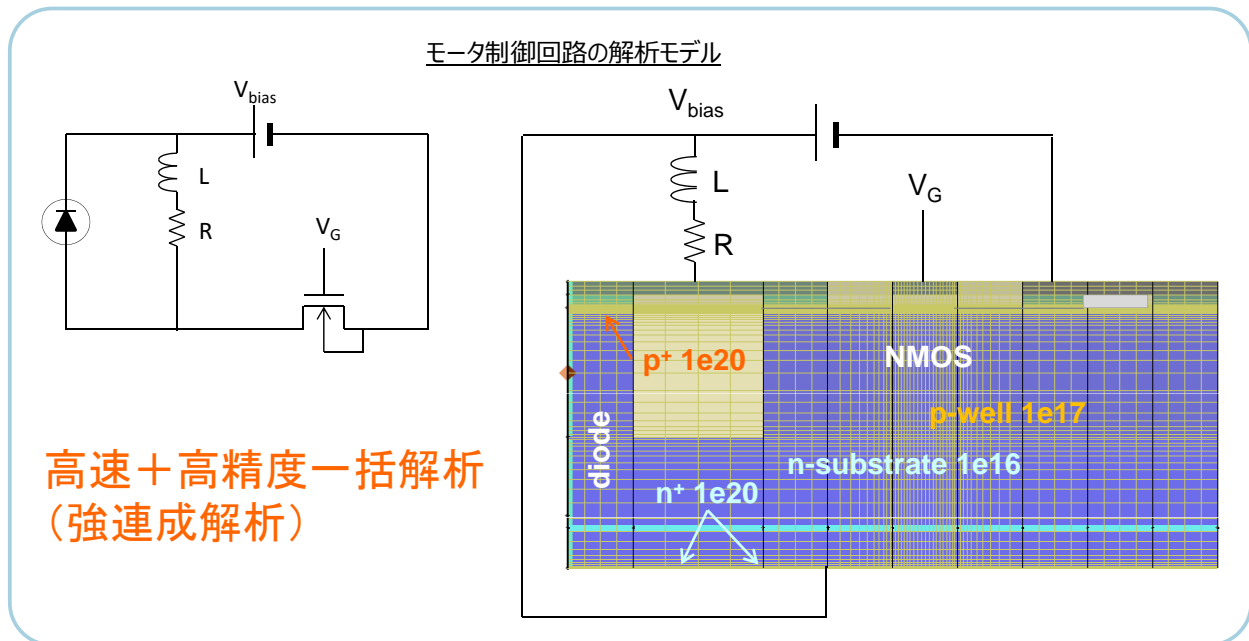 モータ制御回路の解析モデル
Vbias
L
R
VG
Vbias
L
R
VG
p+ 1e20
NMOS
p-well 1e17
diode
n-substrate 1e16
n+ 1e20
高速＋高精度一括解析
（強連成解析）